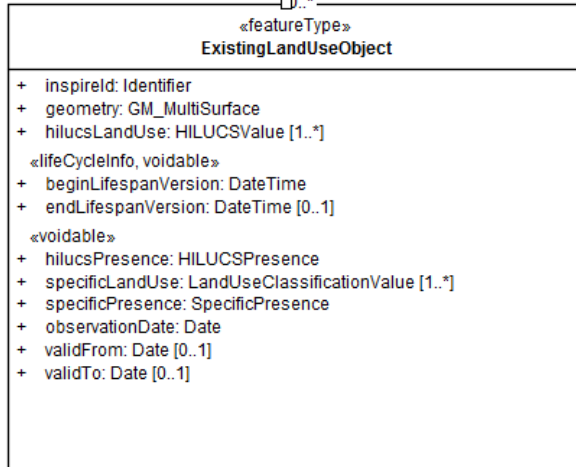 0..*
«featureType»
ExistingLandUseObject
+ inspireId: Identifier
+ geometry: GM_MultiSurface
+ hilucsLandUse: HILUCSValue [1..*]
«lifeCycleInfo, voidable»
+ beginLifespanVersion: DateTime
+ endLifespanVersion: DateTime [0..1]
«voidable»
+ hilucsPresence: HILUCSPresence
+ specificLandUse: LandUseClassificationValue [1..*]
+ specificPresence: SpecificPresence
+ observationDate: Date
+ validFrom: Date [0..1]
+ validTo: Date [0..1]